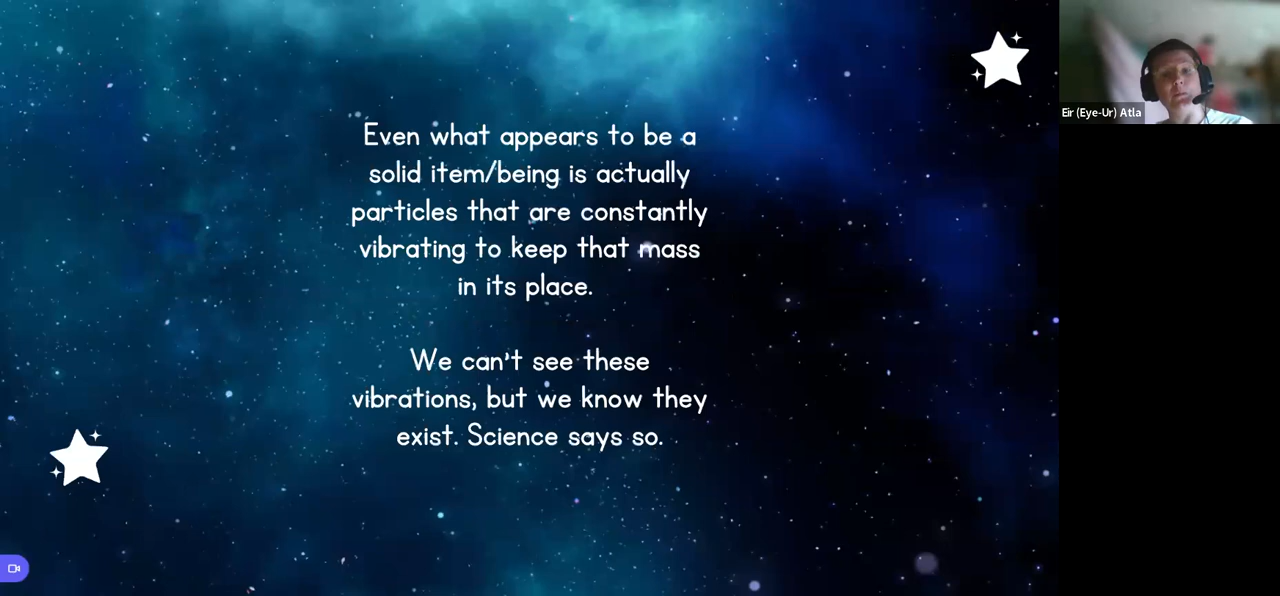 Even what appears to be a
solid item/being is actually
particles that are constantly
vibrating to keep that mass
in its place.
We can't see these
vibrations, but we know they
exist. Science says so.
Eir (Eye-Ur) Atla